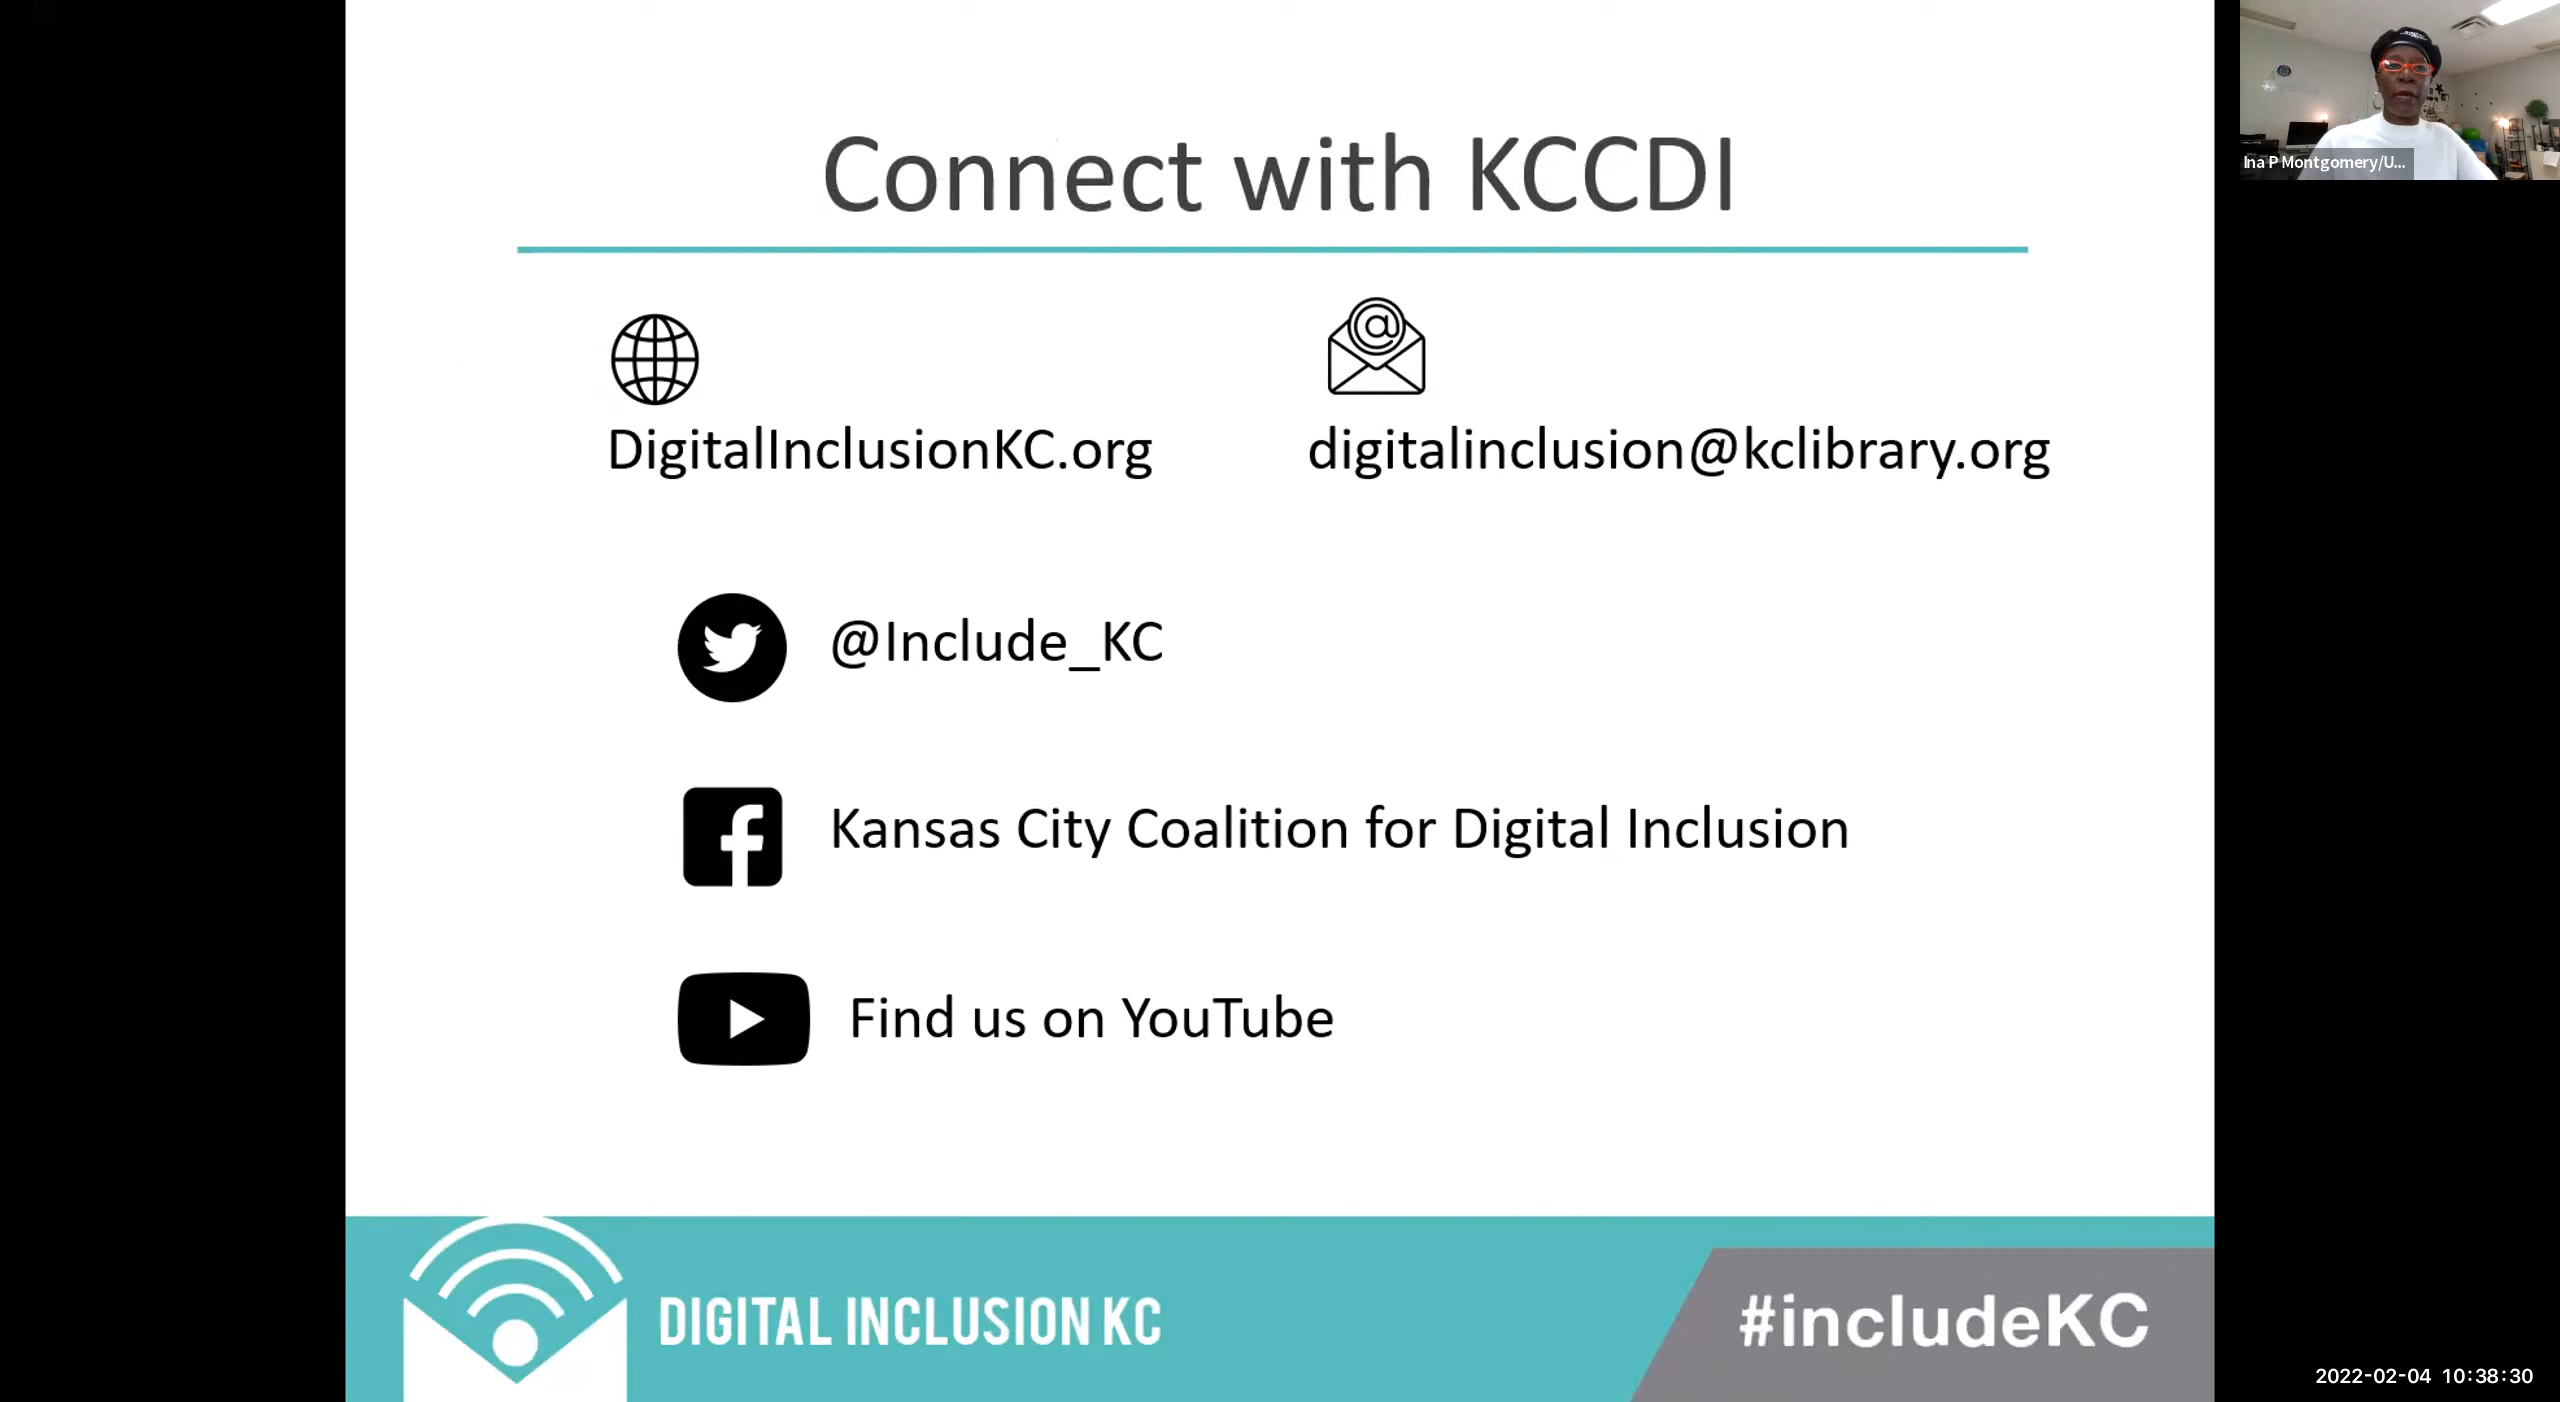 Connect with KCCDI
DigitalInclusionKC.org
digitalinclusion@kclibrary.org
@Include_KC
Kansas City Coalition for Digital Inclusion
Find us on YouTube
DIGITAL INCLUSION KC
#includeKC
Ina P Montgomery/U...
2022-02-04 10:38:30